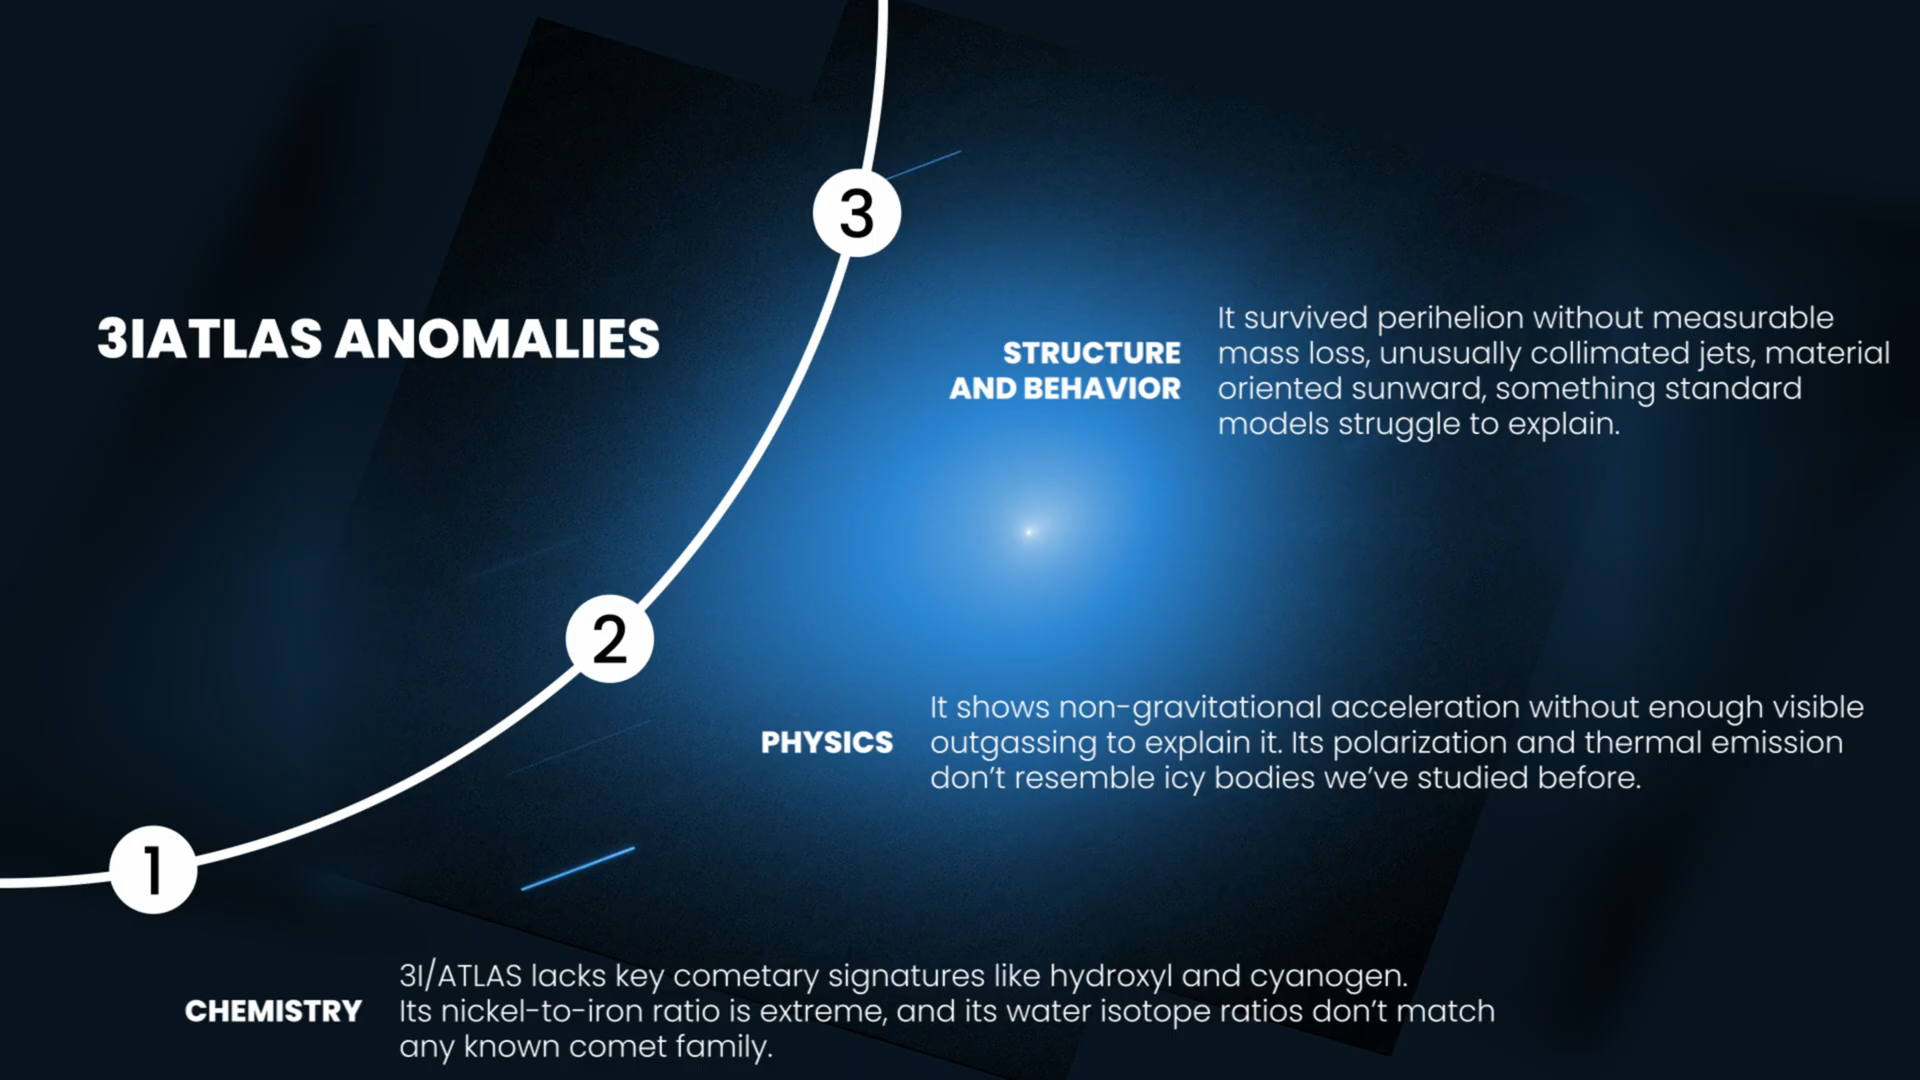 3IATLAS ANOMALIES
3
STRUCTURE
AND BEHAVIOR
It survived perihelion without measurable
mass loss, unusually collimated jets, material
oriented sunward, something standard
models struggle to explain.
2
PHYSICS
It shows non-gravitational acceleration without enough visible
outgassing to explain it. Its polarization and thermal emission
don't resemble icy bodies we've studied before.
1
CHEMISTRY
3I/ATLAS lacks key cometary signatures like hydroxyl and cyanogen.
Its nickel-to-iron ratio is extreme, and its water isotope ratios don't match
any known comet family.